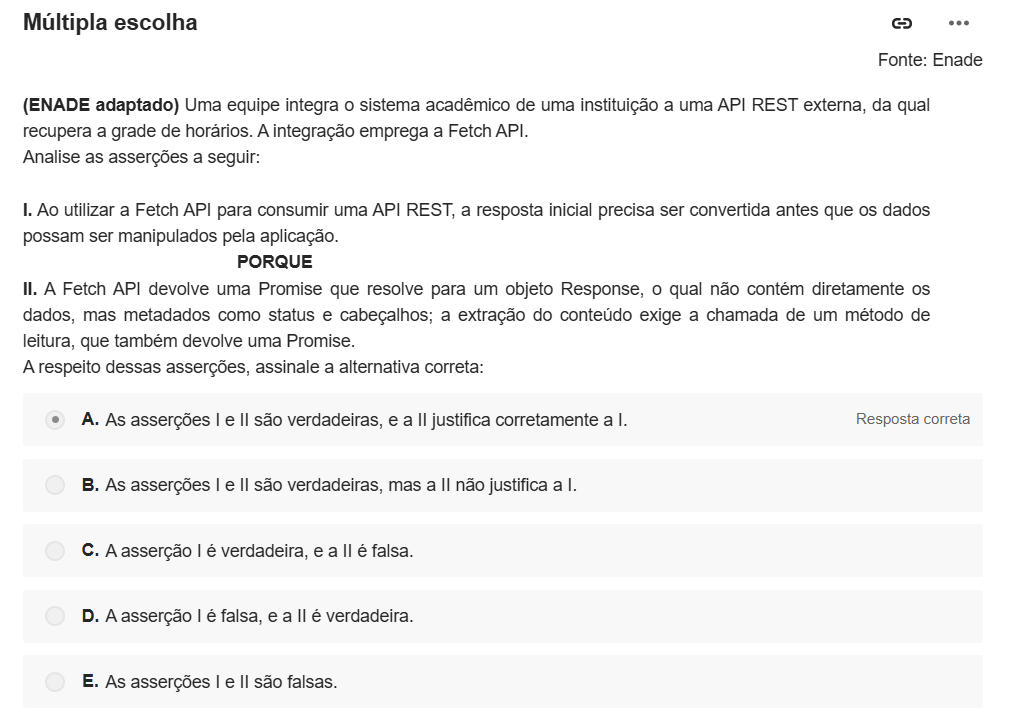 Múltipla escolha
Fonte: Enade
(ENADE adaptado) Uma equipe integra o sistema acadêmico de uma instituição a uma API REST externa, da qual
recupera a grade de horários. A integração emprega a Fetch API.
Analise as asserções a seguir:
I. Ao utilizar a Fetch API para consumir uma API REST, a resposta inicial precisa ser convertida antes que os dados
possam ser manipulados pela aplicação.
PORQUE
II. A Fetch API devolve uma Promise que resolve para um objeto Response, o qual não contém diretamente os
dados, mas metadados como status e cabeçalhos; a extração do conteúdo exige a chamada de um método de
leitura, que também devolve uma Promise.
A respeito dessas asserções, assinale a alternativa correta:
A. As asserções I e II são verdadeiras, e a II justifica corretamente a I.
Resposta correta
B. As asserções I e II são verdadeiras, mas a II não justifica a I.
C. A asserção I é verdadeira, e a II é falsa.
D. A asserção I é falsa, e a II é verdadeira.
E. As asserções I e II são falsas.